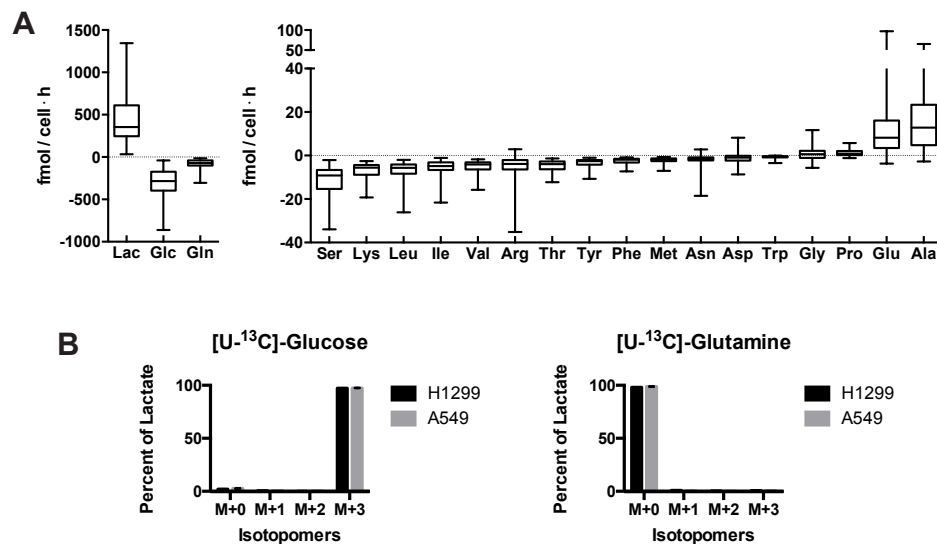 A
fmol / cell · h
1500
1000
500
0
-500
-1000
Lac Glc Gln
fmol / cell · h
100
50
40
20
0
-20
-40
Ser Lys Leu Ile Val Arg Thr Tyr Phe Met Asn Asp Trp Gly Pro Glu Ala
B
[U-¹³C]-Glucose
Percent of Lactate
100
50
0
M+0 M+1 M+2 M+3
Isotopomers
H1299
A549
[U-¹³C]-Glutamine
Percent of Lactate
100
50
0
M+0 M+1 M+2 M+3
Isotopomers
H1299
A549